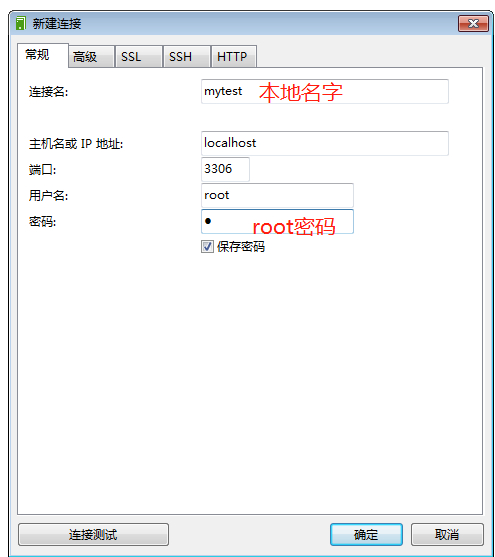 新建连接
常规 高级 SSL SSH HTTP
连接名: mytest 本地名字
主机名或 IP 地址: localhost
端口: 3306
用户名: root
密码: ● root密码
保存密码
连接测试 确定 取消